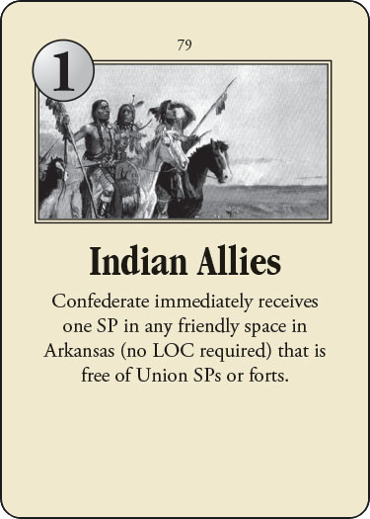 79
1
Indian Allies
Confederate immediately receives
one SP in any friendly space in
Arkansas (no LOC required) that is
free of Union SPs or forts.